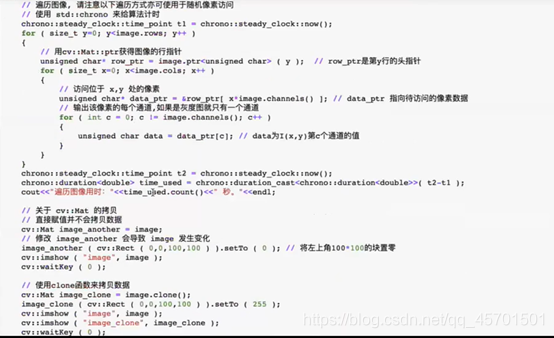 // 遍历图像, 请注意以下遍历方式亦可使用于随机像素访问
// 使用 std::chrono 来给算法计时
chrono::steady_clock::time_point t1 = chrono::steady_clock::now();
for ( size_t y=0; y<image.rows; y++ )
{
// 用cv::Mat::ptr获得图像的行指针
unsigned char* row_ptr = image.ptr<unsigned char> ( y ); // row_ptr是第y行的头指针
for ( size_t x=0; x<image.cols; x++ )
{
// 访问位于 x,y 处的像素
unsigned char* data_ptr = &row_ptr[ x*image.channels() ]; // data_ptr 指向待访问的像素数据
// 输出该像素的每个通道,如果是灰度图就只有一个通道
for ( int c = 0; c != image.channels(); c++ )
{
unsigned char data = data_ptr[c]; // data为I(x,y)第c个通道的值
}
}
}
chrono::steady_clock::time_point t2 = chrono::steady_clock::now();
chrono::duration<double> time_used = chrono::duration_cast<chrono::duration<double>>( t2-t1 );
cout<<"遍历图像用时："<<time_used.count()<<" 秒。"<<endl;
// 关于 cv::Mat 的拷贝
// 直接赋值并不会拷贝数据
cv::Mat image_another = image;
// 修改 image_another 会导致 image 发生变化
image_another ( cv::Rect ( 0,0,100,100 ) ).setTo ( 0 ); // 将左上角100*100的块置零
cv::imshow ( "image", image );
cv::waitKey ( 0 );
// 使用clone函数来拷贝数据
cv::Mat image_clone = image.clone();
image_clone ( cv::Rect ( 0,0,100,100 ) ).setTo ( 255 );
cv::imshow ( "image", image );
cv::imshow ( "image_clone", image_clone );
cv::waitKey ( 0 );
https://blog.csdn.net/qq_45701501